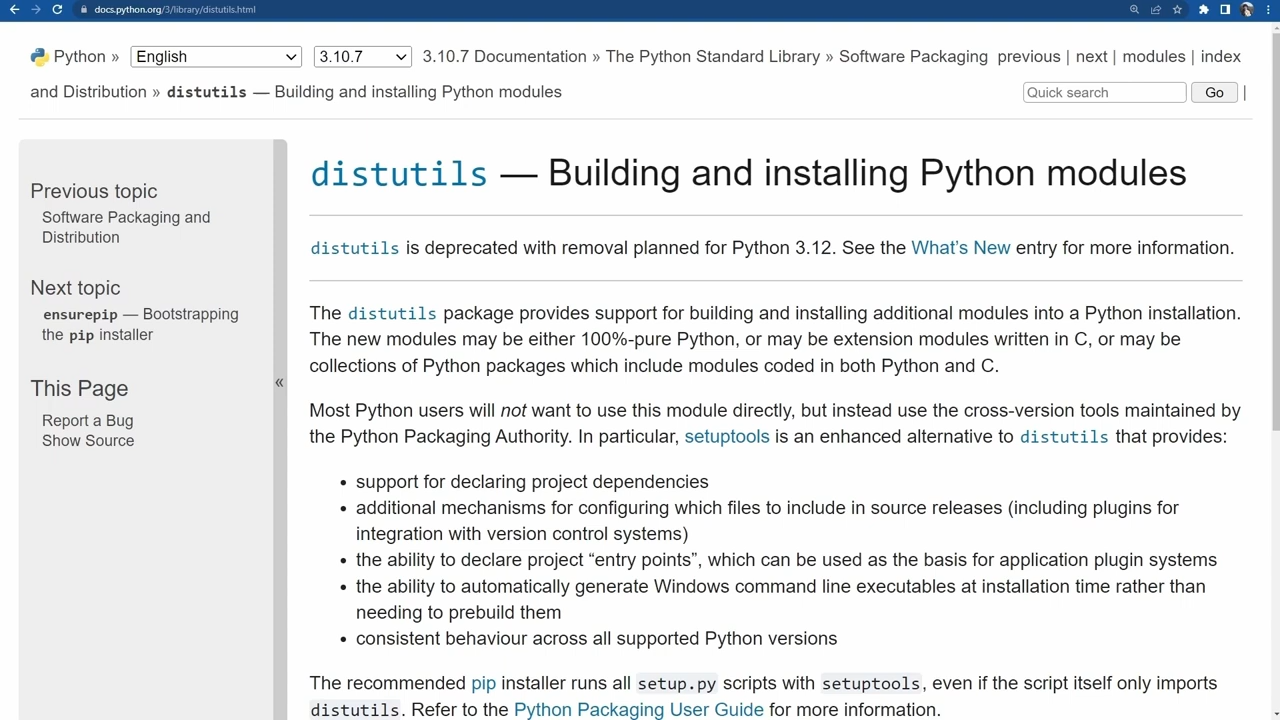 docs.python.org/3/library/distutils.html
Python » English 3.10.7 3.10.7 Documentation » The Python Standard Library » Software Packaging previous | next | modules | index
and Distribution » distutils — Building and installing Python modules Quick search Go |
Previous topic
Software Packaging and
Distribution
Next topic
ensurepip — Bootstrapping
the pip installer
This Page
Report a Bug
Show Source
«
distutils — Building and installing Python modules
distutils is deprecated with removal planned for Python 3.12. See the What’s New entry for more information.
The distutils package provides support for building and installing additional modules into a Python installation.
The new modules may be either 100%-pure Python, or may be extension modules written in C, or may be
collections of Python packages which include modules coded in both Python and C.
Most Python users will not want to use this module directly, but instead use the cross-version tools maintained by
the Python Packaging Authority. In particular, setuptools is an enhanced alternative to distutils that provides:
• support for declaring project dependencies
• additional mechanisms for configuring which files to include in source releases (including plugins for
integration with version control systems)
• the ability to declare project “entry points”, which can be used as the basis for application plugin systems
• the ability to automatically generate Windows command line executables at installation time rather than
needing to prebuild them
• consistent behaviour across all supported Python versions
The recommended pip installer runs all setup.py scripts with setuptools, even if the script itself only imports
distutils. Refer to the Python Packaging User Guide for more information.